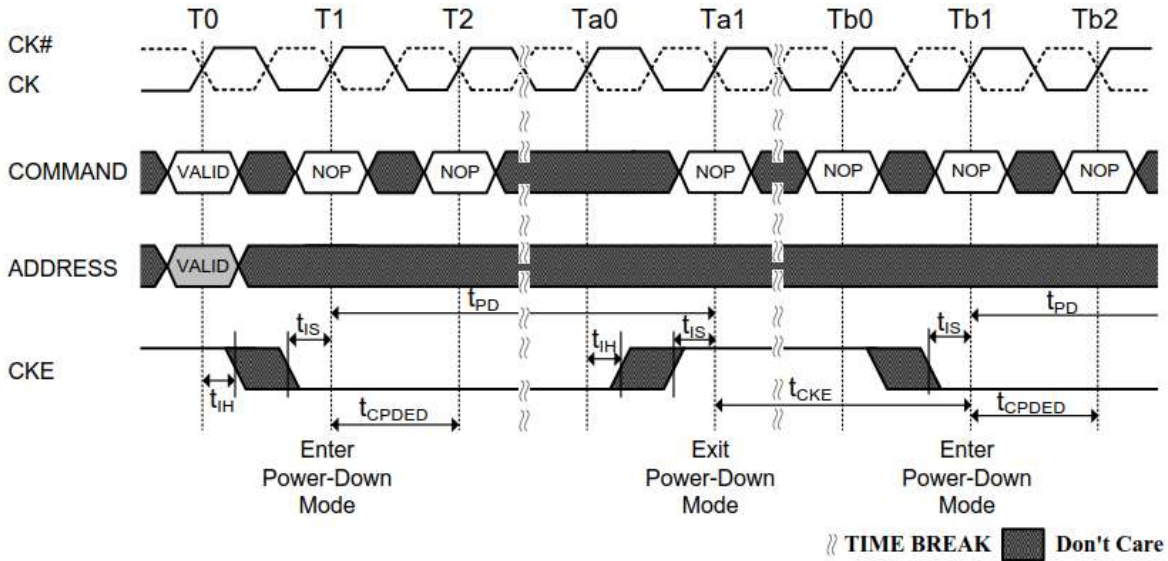 T0 T1 T2 Ta0 Ta1 Tb0 Tb1 Tb2
CK#
CK
COMMAND VALID NOP NOP NOP NOP NOP NOP
ADDRESS VALID
tPD tPD
tIS tIH tIS tIS
CKE
tIH tCPDED tCKE tCPDED
Enter Exit Enter
Power-Down Power-Down Power-Down
Mode Mode Mode
TIME BREAK Don't Care